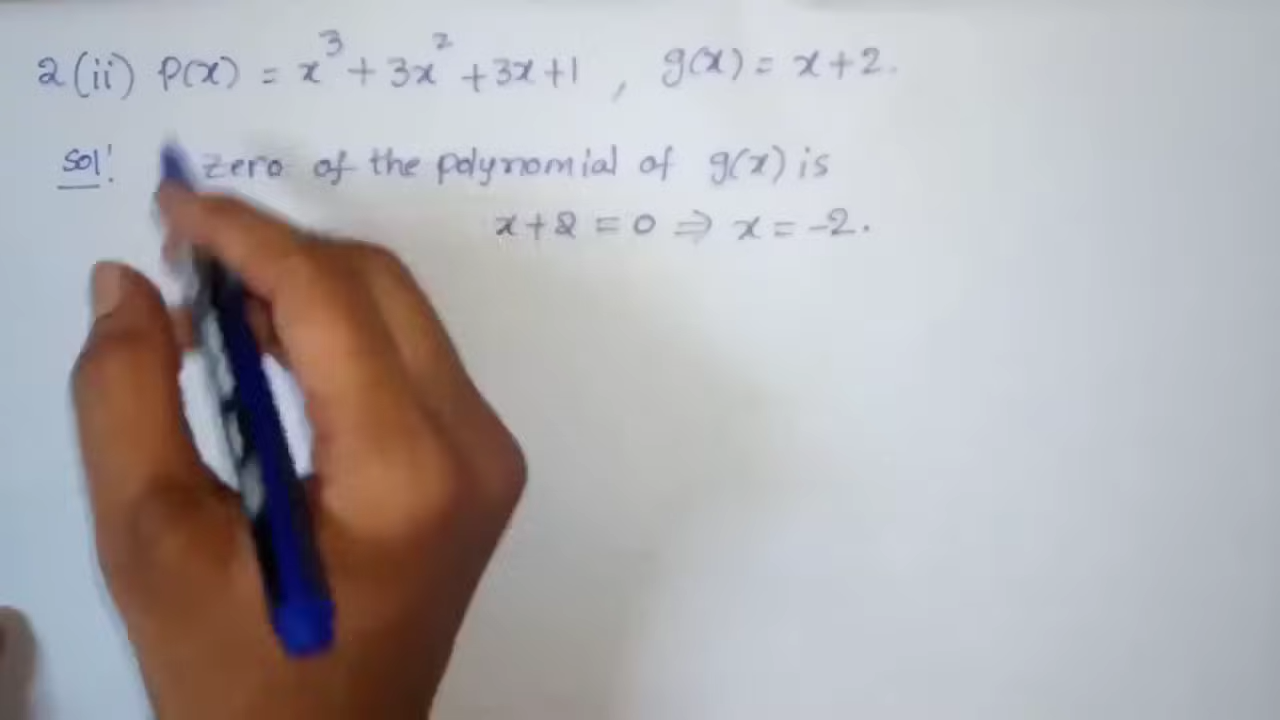 2(ii) P(x) = x³ + 3x² + 3x + 1 , g(x) = x + 2.
Sol: zero of the polynomial of g(x) is
x + 2 = 0 ⇒ x = -2.